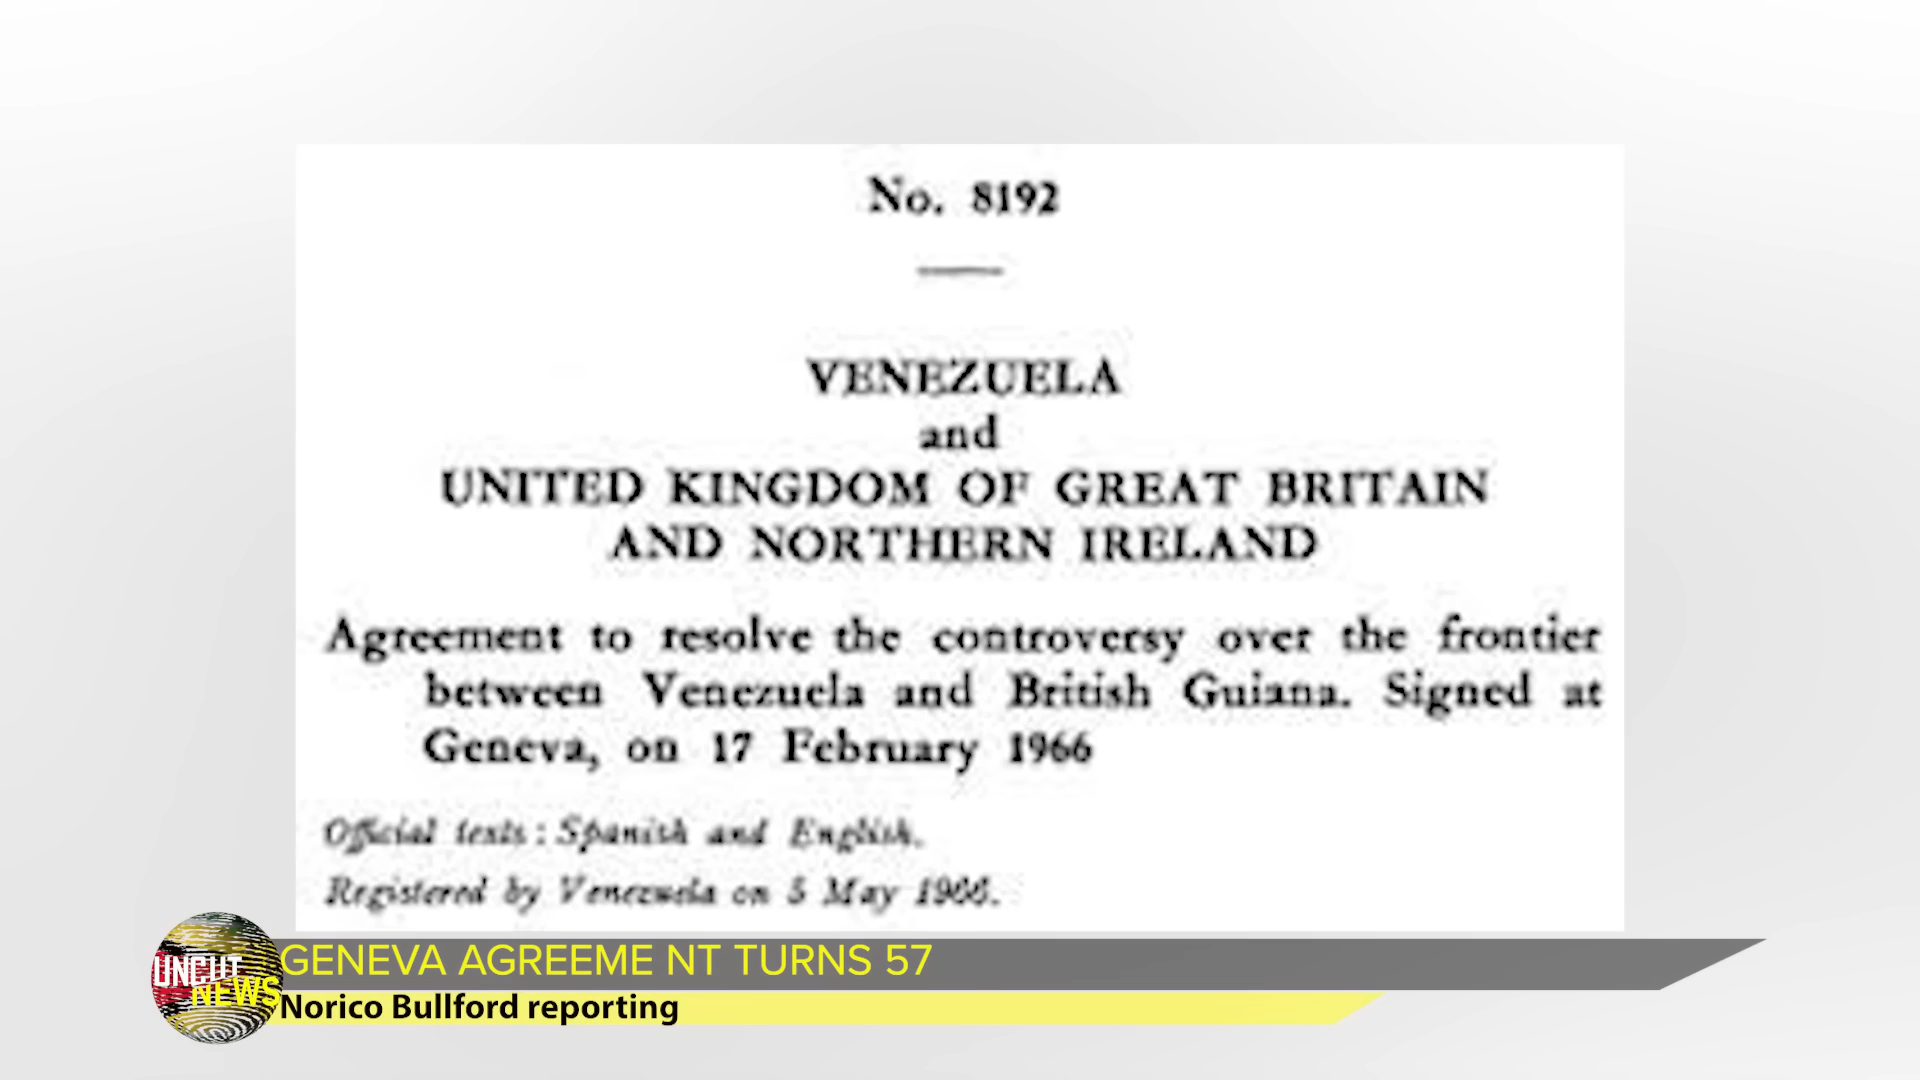 No. 8192
VENEZUELA
and
UNITED KINGDOM OF GREAT BRITAIN
AND NORTHERN IRELAND
Agreement to resolve the controversy over the frontier
between Venezuela and British Guiana. Signed at
Geneva, on 17 February 1966
Official texts: Spanish and English.
Registered by Venezuela on 5 May 1966.
GENEVA AGREEME NT TURNS 57
UNCUT
NEWS
Norico Bullford reporting